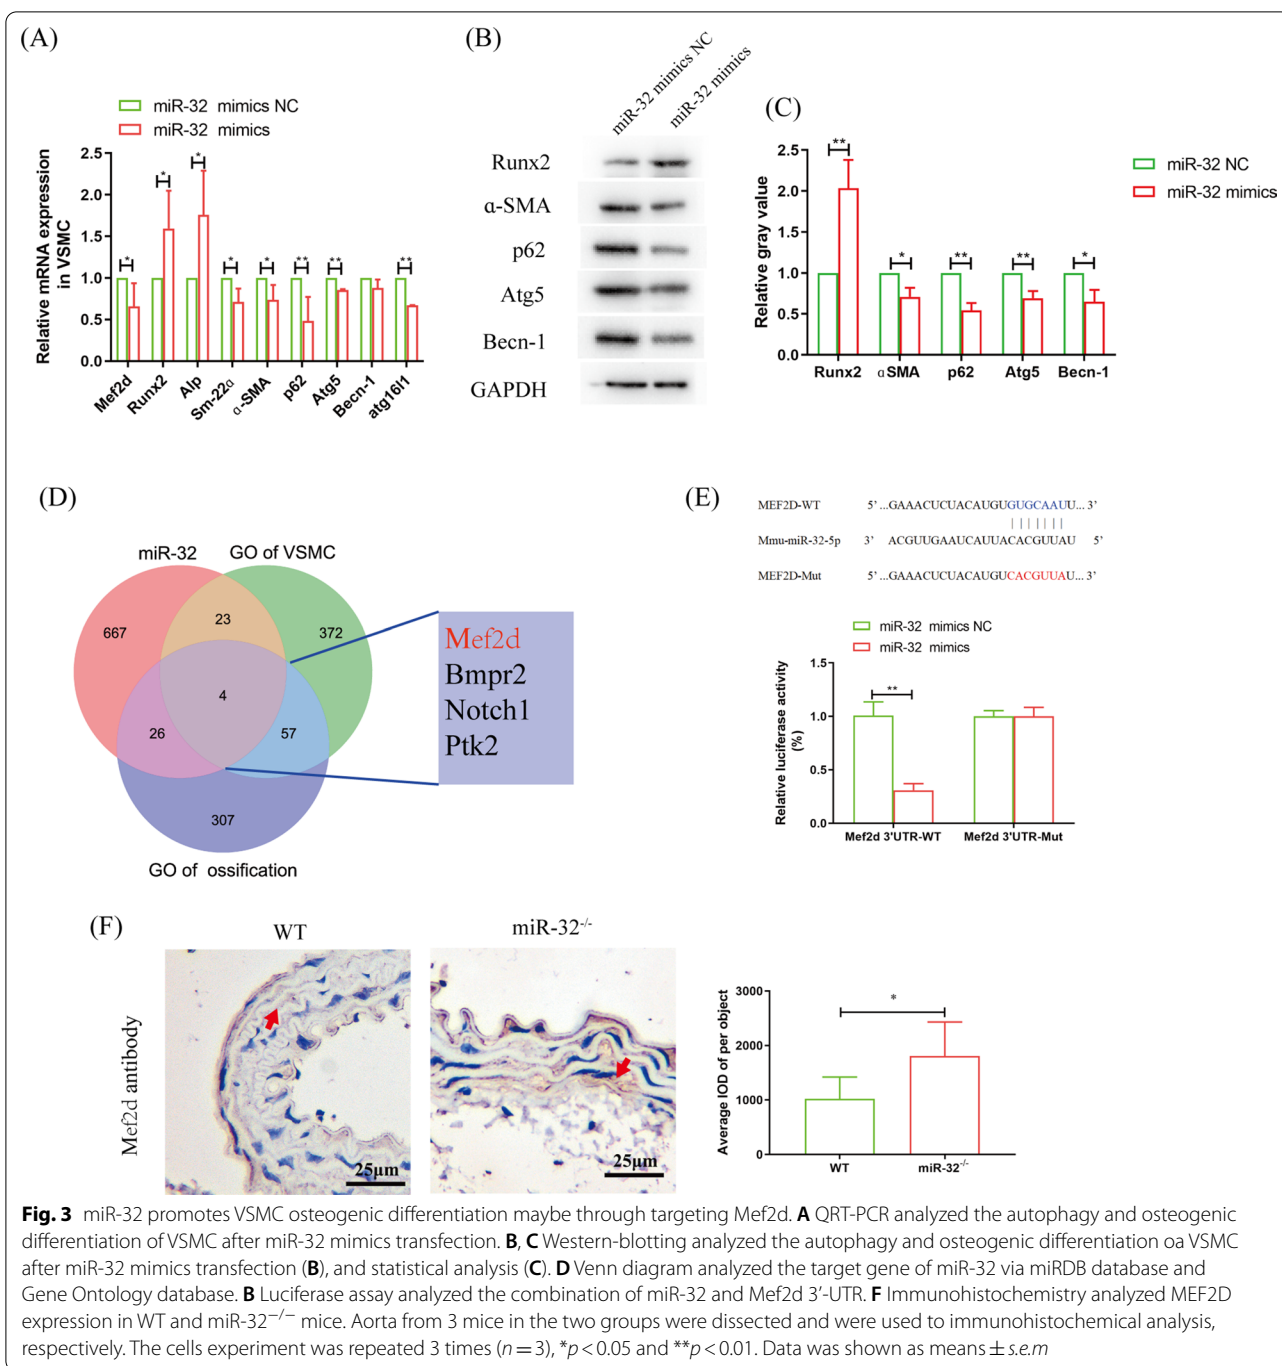 (A)
miR-32 mimics NC
miR-32 mimics
Relative mRNA expression
in VSMC
2.5
2.0
1.5
1.0
0.5
0.0
* * * * * ** ** **
Mef2d Runx2 Alp Sm-22α α-SMA p62 Atg5 Becn-1 atg16l1
(B)
miR-32 mimics NC
miR-32 mimics
Runx2
α-SMA
p62
Atg5
Becn-1
GAPDH
(C)
miR-32 NC
miR-32 mimics
Relative gray value
2.5
2.0
1.5
1.0
0.5
0.0
** * ** ** *
Runx2 αSMA p62 Atg5 Becn-1
(D)
miR-32
GO of VSMC
667
23
372
4
26
57
307
GO of ossification
Mef2d
Bmpr2
Notch1
Ptk2
(E)
MEF2D-WT 5’ ...GAAACUCUACAUGUGUGCAAUU... 3’
Mmu-miR-32-5p 3’ ACGUUGAAUCAUUACACGUUAU 5’
MEF2D-Mut 5’ ...GAAACUCUACAUGUCACGUUAU... 3’
miR-32 mimics NC
miR-32 mimics
Relative luciferase activity
(%)
1.5
1.0
0.5
0.0
**
Mef2d 3'UTR-WT Mef2d 3'UTR-Mut
(F)
WT
miR-32-/-
Mef2d antibody
25μm
25μm
Average IOD of per object
3000
2000
1000
0
*
WT miR-32-/-
Fig. 3 miR-32 promotes VSMC osteogenic differentiation maybe through targeting Mef2d. A QRT-PCR analyzed the autophagy and osteogenic
differentiation of VSMC after miR-32 mimics transfection. B, C Western-blotting analyzed the autophagy and osteogenic differentiation oa VSMC
after miR-32 mimics transfection (B), and statistical analysis (C). D Venn diagram analyzed the target gene of miR-32 via miRDB database and
Gene Ontology database. B Luciferase assay analyzed the combination of miR-32 and Mef2d 3’-UTR. F Immunohistochemistry analyzed MEF2D
expression in WT and miR-32−/− mice. Aorta from 3 mice in the two groups were dissected and were used to immunohistochemical analysis,
respectively. The cells experiment was repeated 3 times (n = 3), *p < 0.05 and **p < 0.01. Data was shown as means ± s.e.m